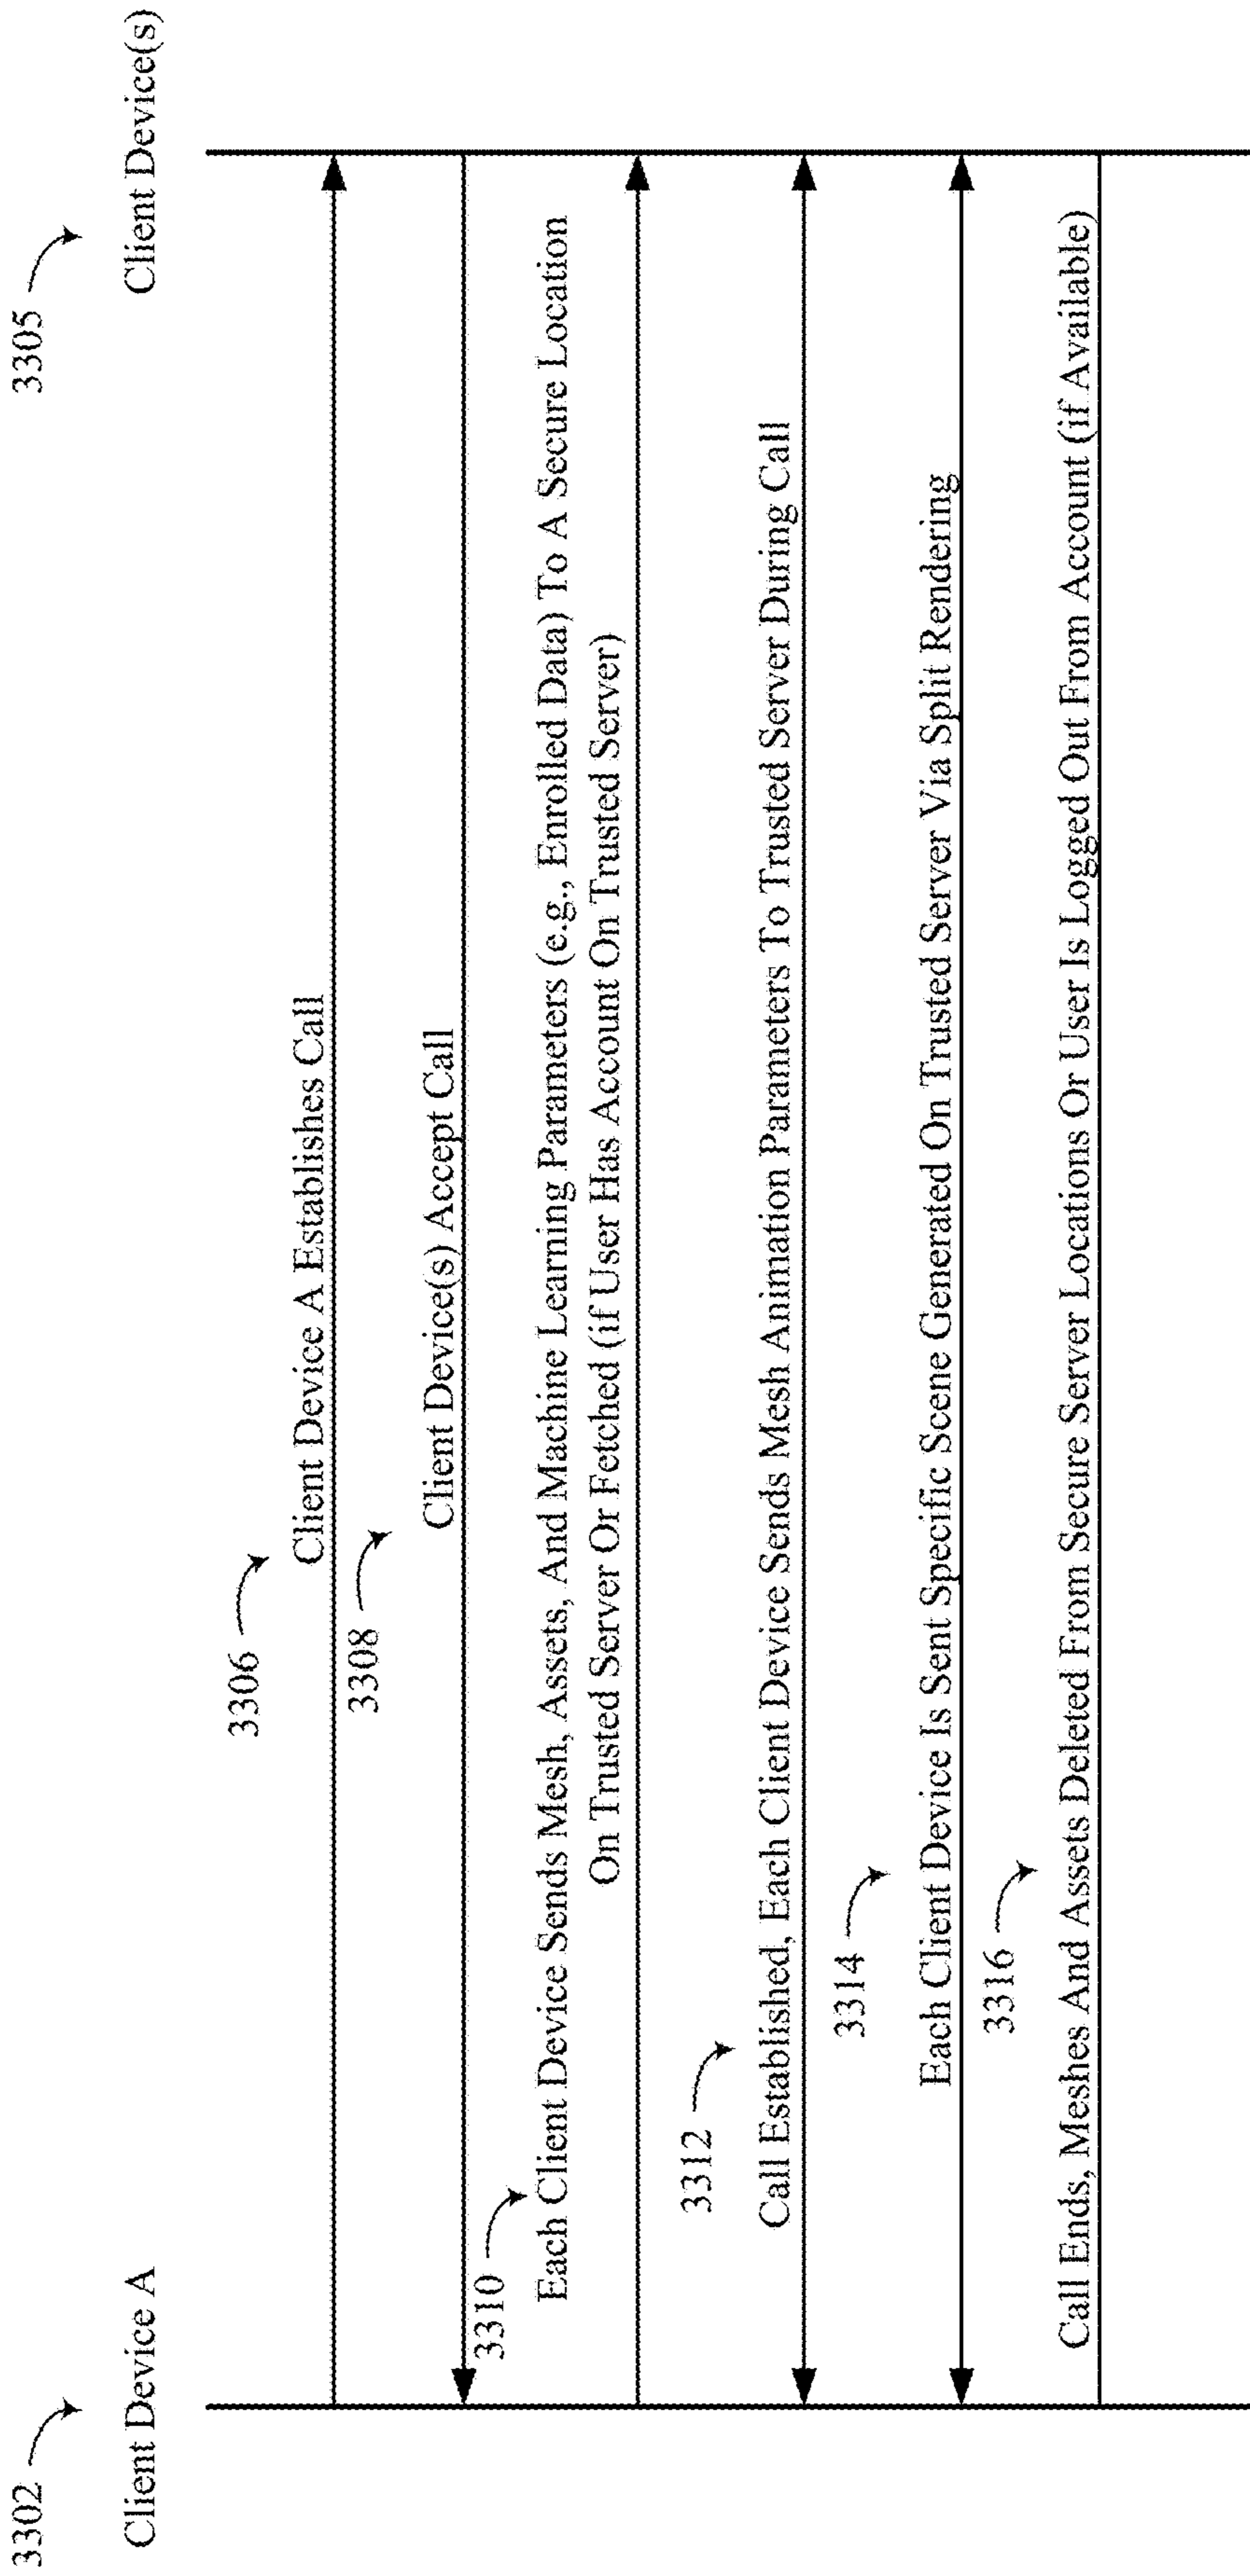 3302
Client Device A
3305
Client Device(s)
3306
Client Device A Establishes Call
3308
Client Device(s) Accept Call
3310
Each Client Device Sends Mesh, Assets, And Machine Learning Parameters (e.g., Enrolled Data) To A Secure Location
On Trusted Server Or Fetched (if User Has Account On Trusted Server)
3312
Call Established, Each Client Device Sends Mesh Animation Parameters To Trusted Server During Call
3314
Each Client Device Is Sent Specific Scene Generated On Trusted Server Via Split Rendering
3316
Call Ends, Meshes And Assets Deleted From Secure Server Locations Or User Is Logged Out From Account (if Available)